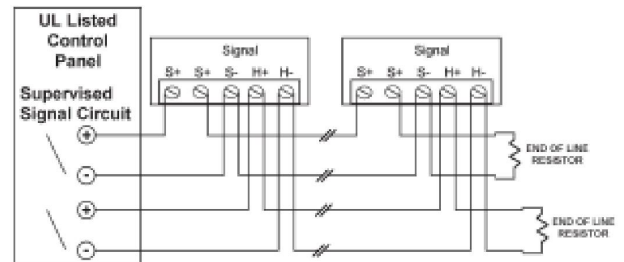 UL Listed
Control
Panel
Supervised
Signal Circuit
+
-
+
-
Signal
S+ S+ S- H+ H-
Signal
S+ S+ S- H+ H-
END OF LINE
RESISTOR
END OF LINE
RESISTOR